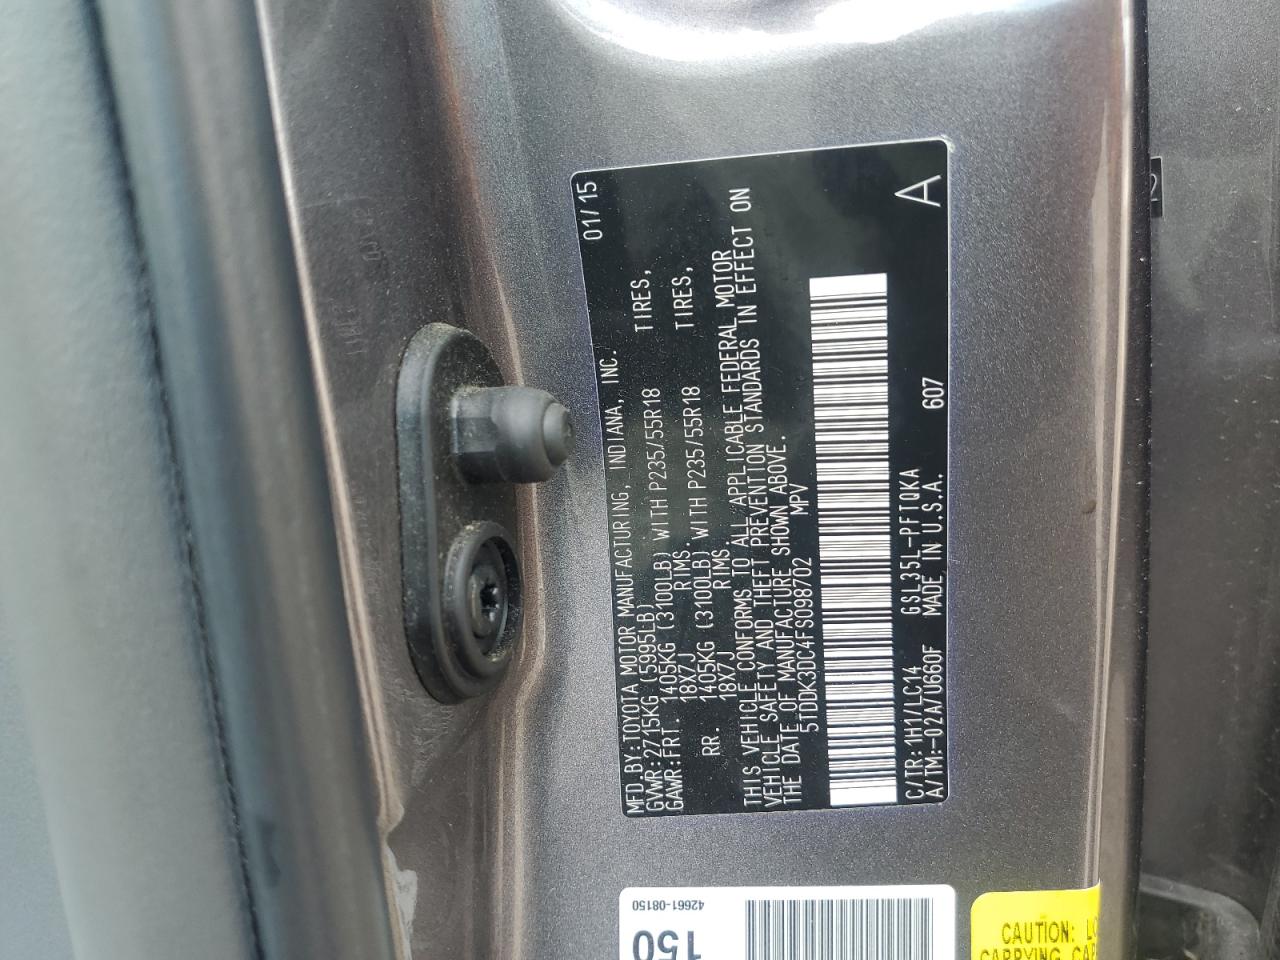 MFD.BY:TOYOTA MOTOR MANUFACTURING, INDIANA, INC. 01/15
GVWR:2715KG (5995LB)
GAWR:FRT. 1405KG (3100LB) WITH P235/55R18 TIRES,
18X7J RIMS.
RR. 1405KG (3100LB) WITH P235/55R18 TIRES,
18X7J RIMS.
THIS VEHICLE CONFORMS TO ALL APPLICABLE FEDERAL MOTOR
VEHICLE SAFETY AND THEFT PREVENTION STANDARDS IN EFFECT ON
THE DATE OF MANUFACTURE SHOWN ABOVE.
5TDDK3DC4FS098702 MPV
C/TR:1H1/LC14 GSL35L-PFTQKA 607 A
A/TM:-02A/U660F MADE IN U.S.A.
42661-08150
150
CAUTION:
CARRYING